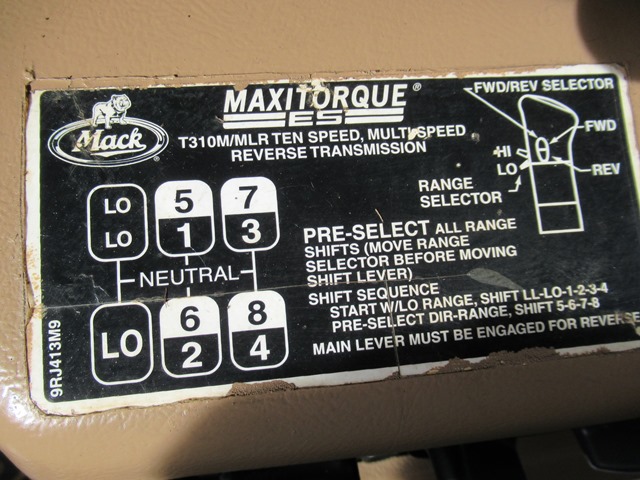 Mack
MAXITORQUE®
ES
T310M/MLR TEN SPEED, MULTI-SPEED
REVERSE TRANSMISSION
FWD/REV SELECTOR
FWD
HI
LO
REV
RANGE
SELECTOR
LO
LO
5
1
7
3
NEUTRAL
LO
6
2
8
4
PRE-SELECT ALL RANGE
SHIFTS (MOVE RANGE
SELECTOR BEFORE MOVING
SHIFT LEVER)
SHIFT SEQUENCE
START W/LO RANGE, SHIFT LL-LO-1-2-3-4
PRE-SELECT DIR-RANGE, SHIFT 5-6-7-8
MAIN LEVER MUST BE ENGAGED FOR REVERSE
9RJ413M9